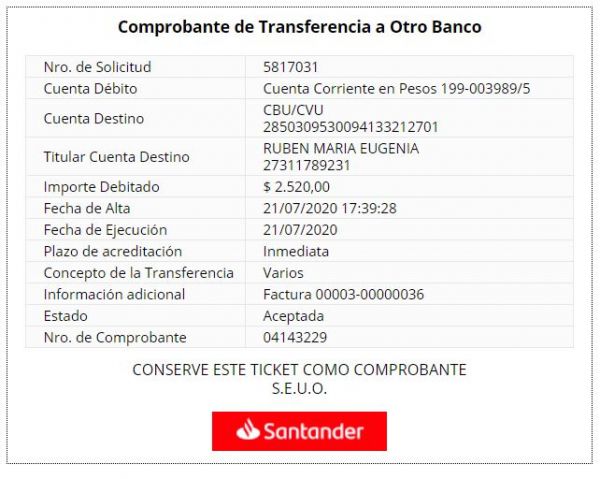 Comprobante de Transferencia a Otro Banco
Nro. de Solicitud 5817031
Cuenta Débito Cuenta Corriente en Pesos 199-003989/5
Cuenta Destino CBU/CVU
2850309530094133212701
Titular Cuenta Destino RUBEN MARIA EUGENIA
27311789231
Importe Debitado $ 2.520,00
Fecha de Alta 21/07/2020 17:39:28
Fecha de Ejecución 21/07/2020
Plazo de acreditación Inmediata
Concepto de la Transferencia Varios
Información adicional Factura 00003-00000036
Estado Aceptada
Nro. de Comprobante 04143229
CONSERVE ESTE TICKET COMO COMPROBANTE
S.E.U.O.
Santander